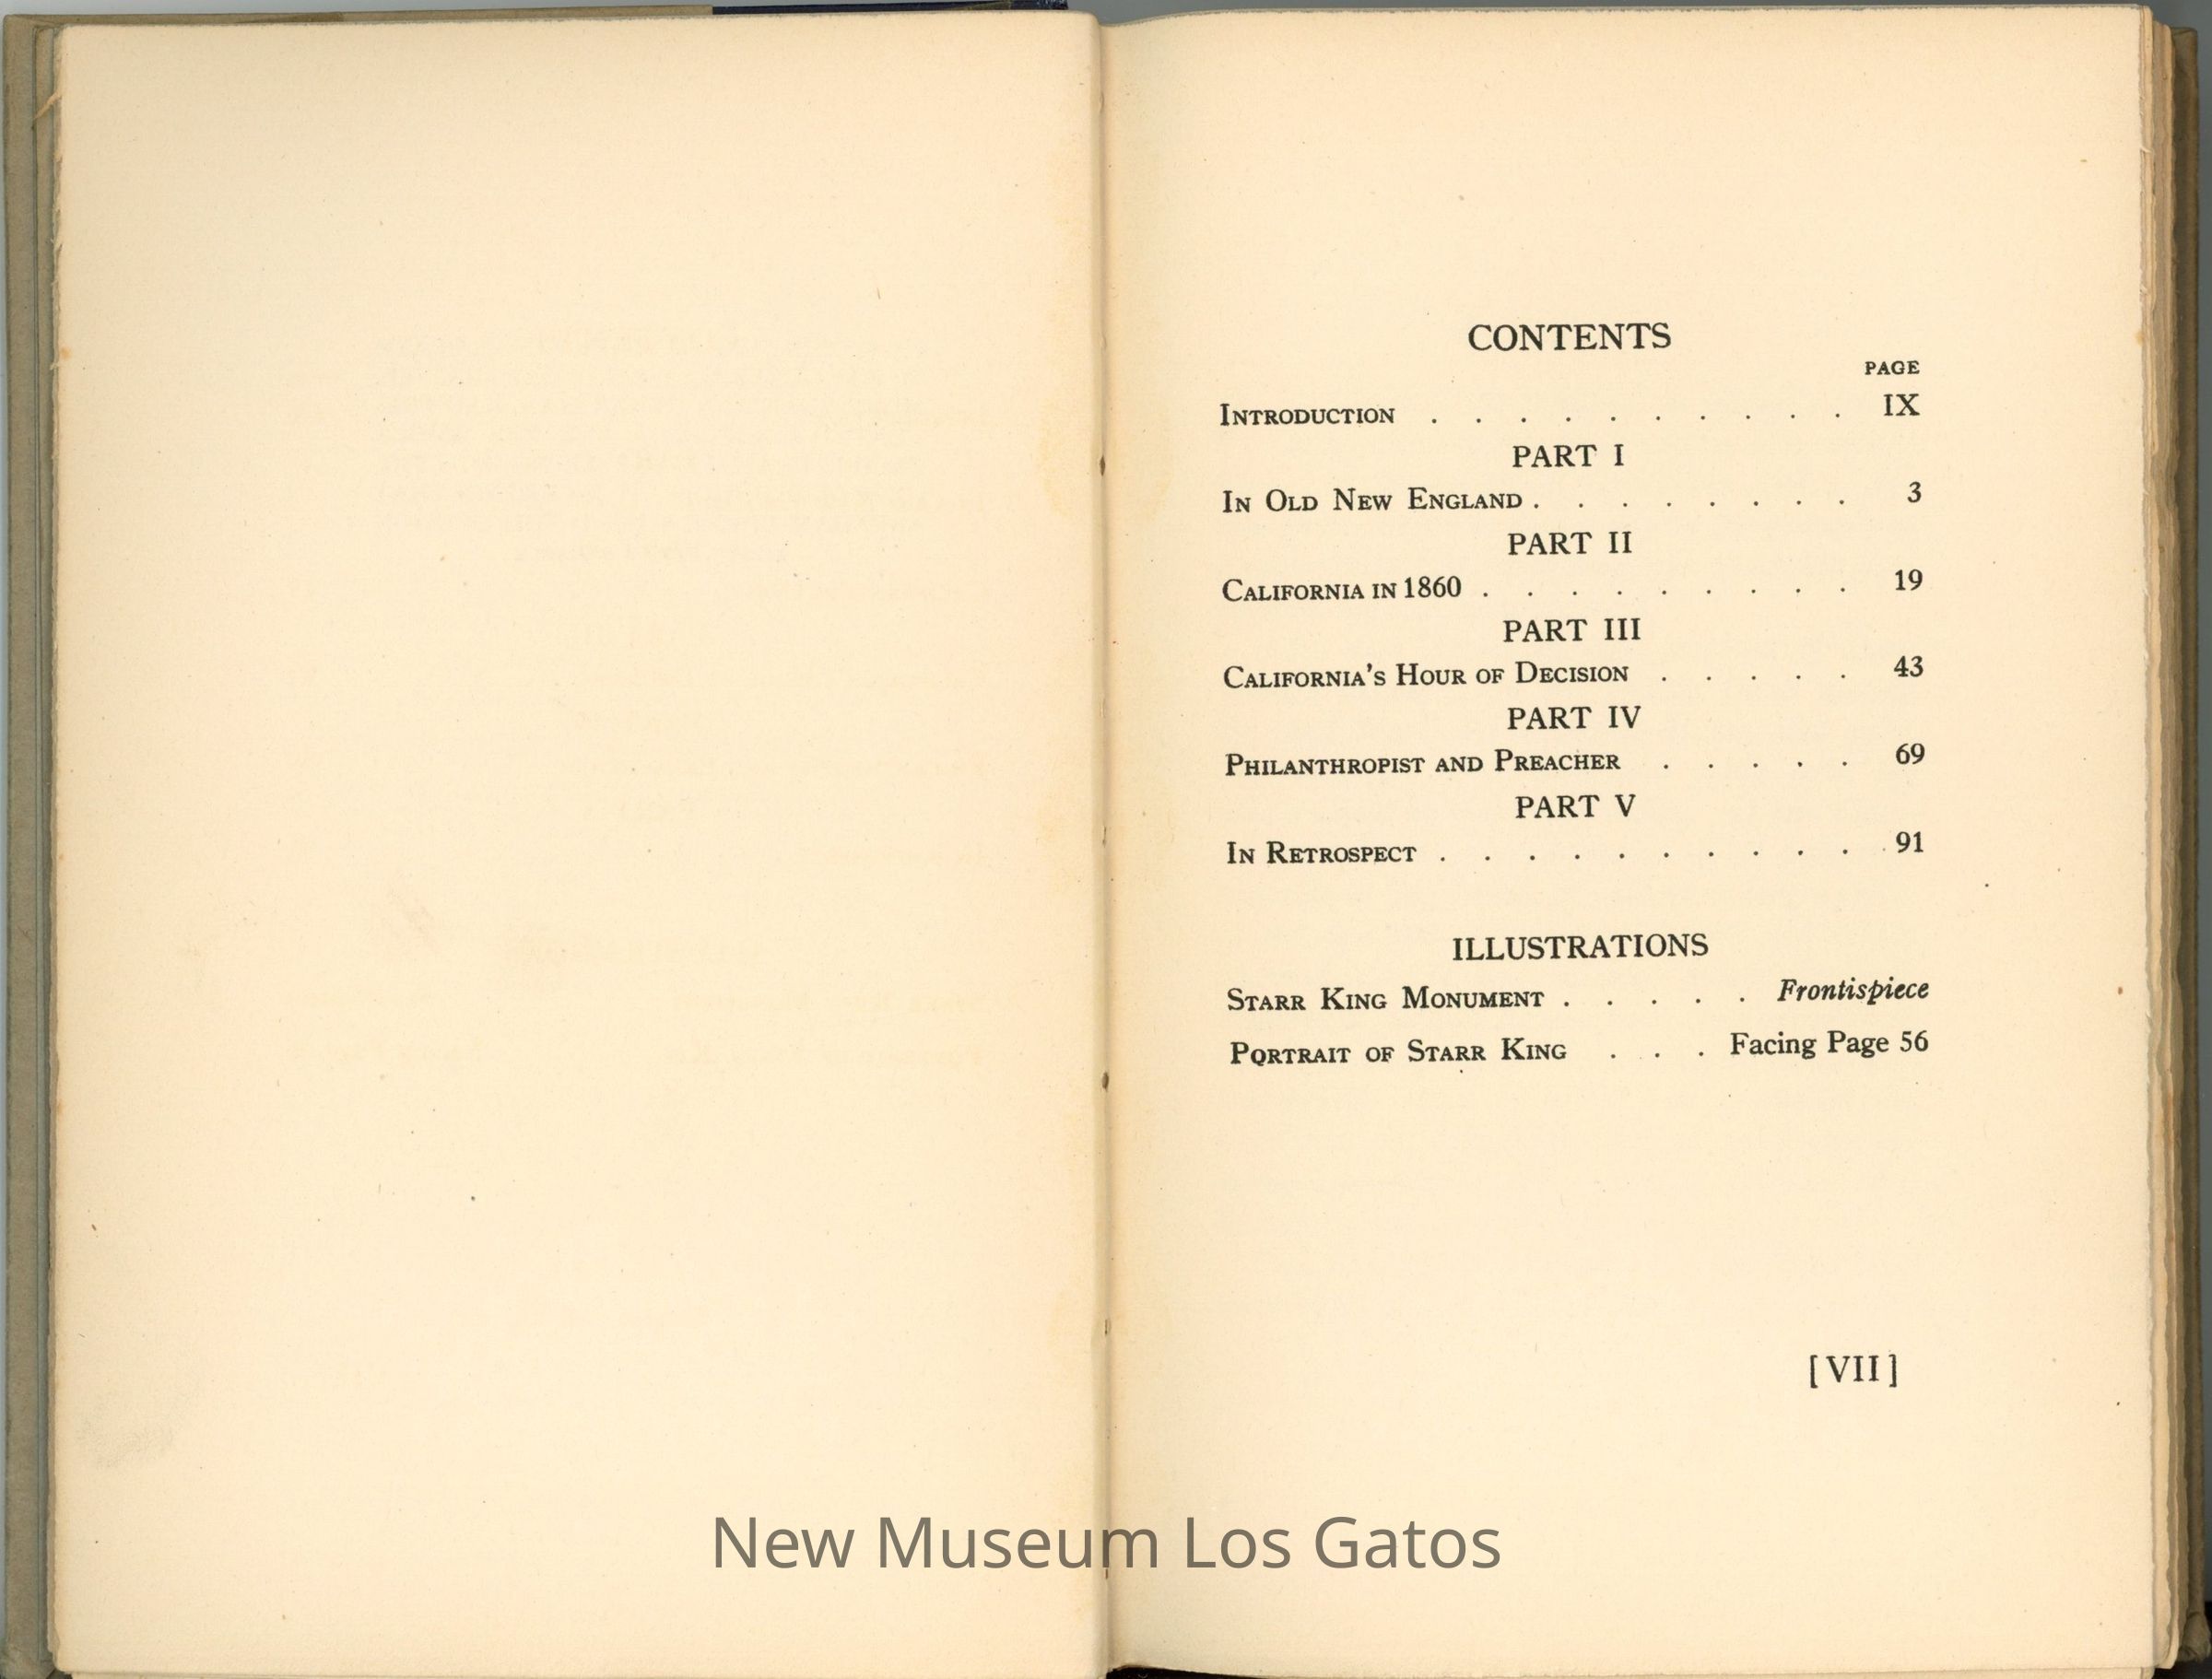 CONTENTS
PAGE
Introduction . . . . . . . . . . IX
PART I
In Old New England . . . . . . . . 3
PART II
California in 1860 . . . . . . . . . 19
PART III
California's Hour of Decision . . . . . 43
PART IV
Philanthropist and Preacher . . . . . 69
PART V
In Retrospect . . . . . . . . . . 91
ILLUSTRATIONS
Starr King Monument . . . . . Frontispiece
Portrait of Starr King . . . Facing Page 56
[VII]
New Museum Los Gatos